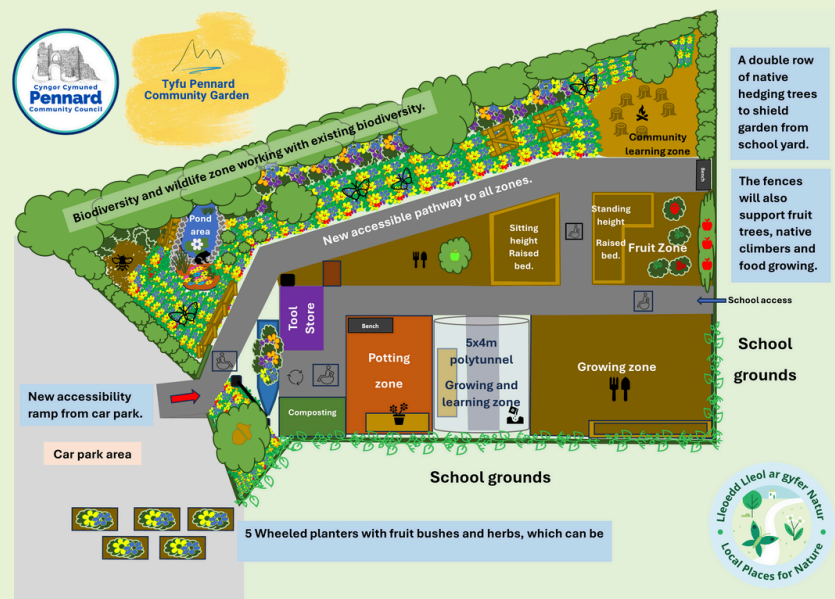 Cyngor Cymuned
Pennard
Community Council
Tyfu Pennard
Community Garden
A double row
of native
hedging trees
to shield
garden from
school yard.
Biodiversity and wildlife zone working with existing biodiversity.
Community
learning zone
Bench
The fences
will also
support fruit
trees, native
climbers and
food growing.
New accessible pathway to all zones.
Pond
area
Standing
height
Raised
bed.
Fruit Zone
Sitting
height
Raised
bed.
School access
Tool
Store
Bench
Potting
zone
5x4m
polytunnel
Growing and
learning zone
Growing zone
School
grounds
New accessibility
ramp from car park.
Composting
Car park area
School grounds
5 Wheeled planters with fruit bushes and herbs, which can be
Lleoedd Lleol ar gyfer Natur
Local Places for Nature